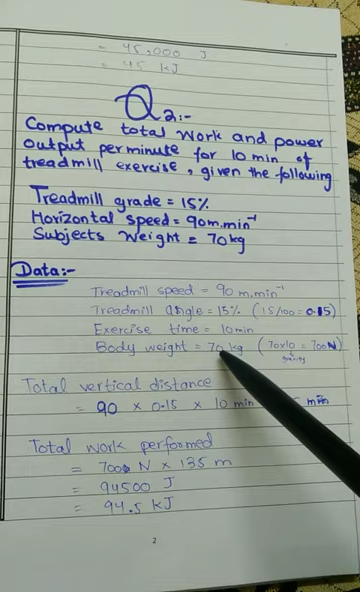 = 45,000 J
= 45 KJ
Q2:-
Compute total work and power
output per minute for 10 min of
treadmill exercise, given the following
Treadmill grade = 15%
Horizontal speed = 90m.min⁻¹
Subjects Weight = 70kg
Data:-
Treadmill speed = 90 m.min⁻¹
Treadmill angle = 15% (15/100 = 0.15)
Exercise time = 10min
Body weight = 70 kg (70x10 = 700N)
gravity
Total vertical distance
= 90 x 0.15 x 10 min
Total work performed
= 700 N x 135 m
= 94500 J
= 94.5 KJ
2